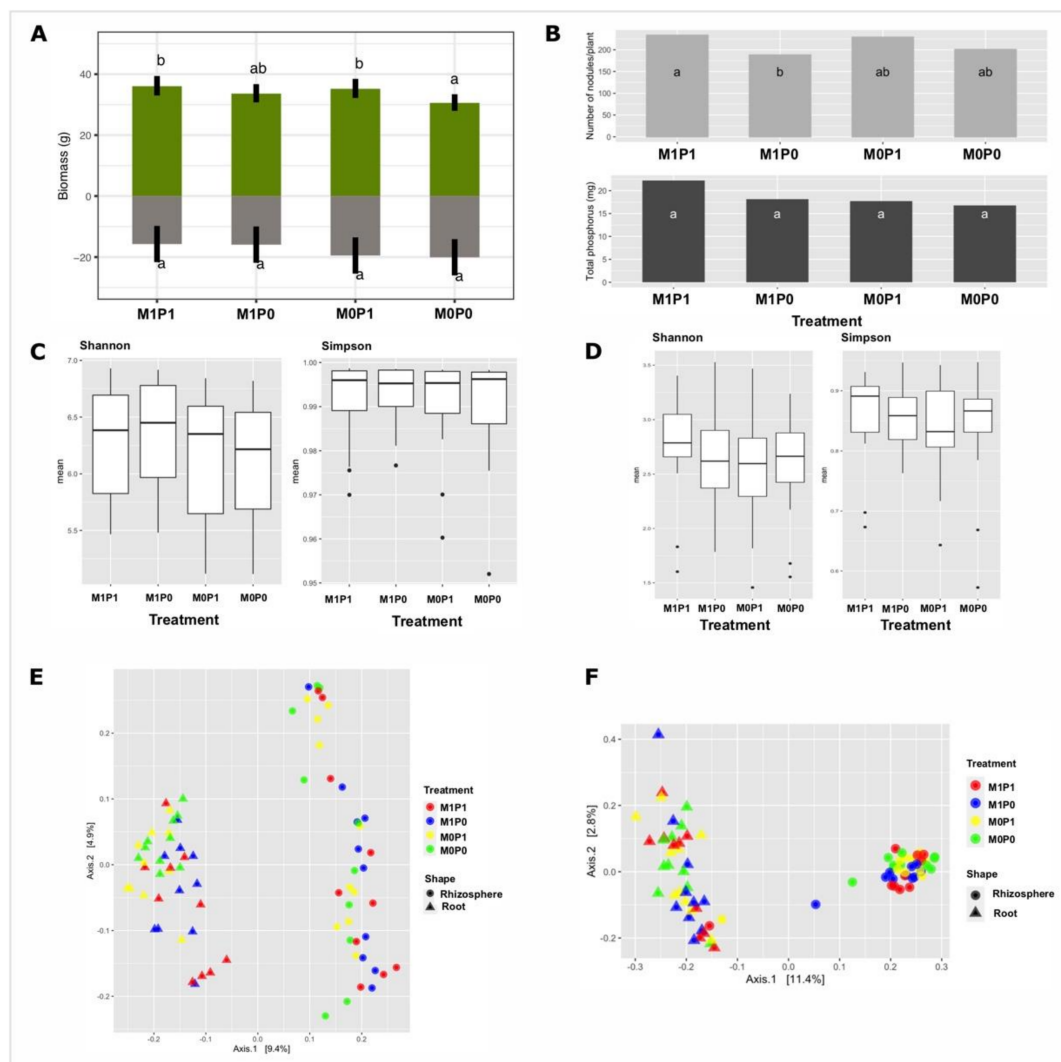 A
Biomass (g)
40
20
0
−20
b
ab
b
a
a
a
a
a
M1P1
M1P0
M0P1
M0P0
B
Number of nodules/plant
200
150
100
50
0
a
b
ab
ab
M1P1
M1P0
M0P1
M0P0
Total phosphorus (mg)
20
15
10
5
0
a
a
a
a
M1P1
M1P0
M0P1
M0P0
Treatment
C
Shannon
mean
7.0
6.5
6.0
5.5
M1P1
M1P0
M0P1
M0P0
Treatment
Simpson
mean
1.00
0.99
0.98
0.97
0.96
0.95
M1P1
M1P0
M0P1
M0P0
Treatment
D
Shannon
mean
3.5
3.0
2.5
2.0
1.5
M1P1
M1P0
M0P1
M0P0
Treatment
Simpson
mean
0.9
0.8
0.7
0.6
M1P1
M1P0
M0P1
M0P0
Treatment
E
Axis.2 [4.9%]
0.2
0.1
0.0
-0.1
-0.2
-0.2
-0.1
0.0
0.1
0.2
Axis.1 [9.4%]
Treatment
M1P1
M1P0
M0P1
M0P0
Shape
Rhizosphere
Root
F
Axis.2 [2.8%]
0.4
0.2
0.0
-0.2
-0.3
-0.2
-0.1
0.0
0.1
0.2
0.3
Axis.1 [11.4%]
Treatment
M1P1
M1P0
M0P1
M0P0
Shape
Rhizosphere
Root